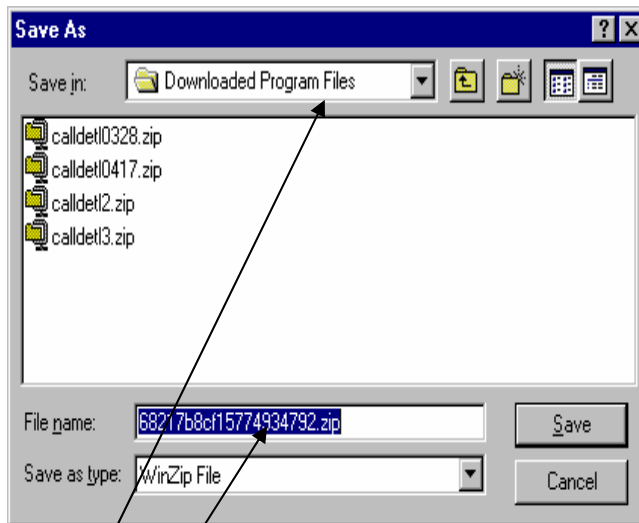 Save As
Save in: Downloaded Program Files
calldetl0328.zip
calldetl0417.zip
calldetl2.zip
calldetl3.zip
File name: 68217b8cf15774934792.zip Save
Save as type: WinZip File Cancel